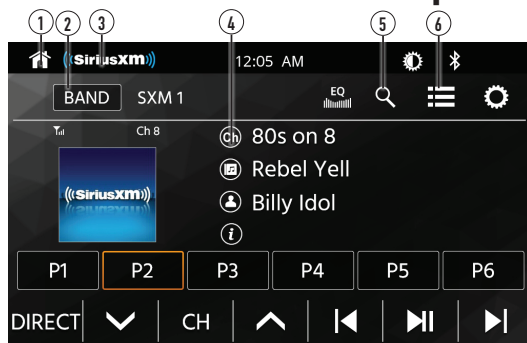 1 2 3 4 5 6
((SiriusXM)) 12:05 AM
BAND SXM 1 EQ
Ch 8
Ch 80s on 8
Rebel Yell
((SiriusXM))
Billy Idol
i
P1 P2 P3 P4 P5 P6
DIRECT CH